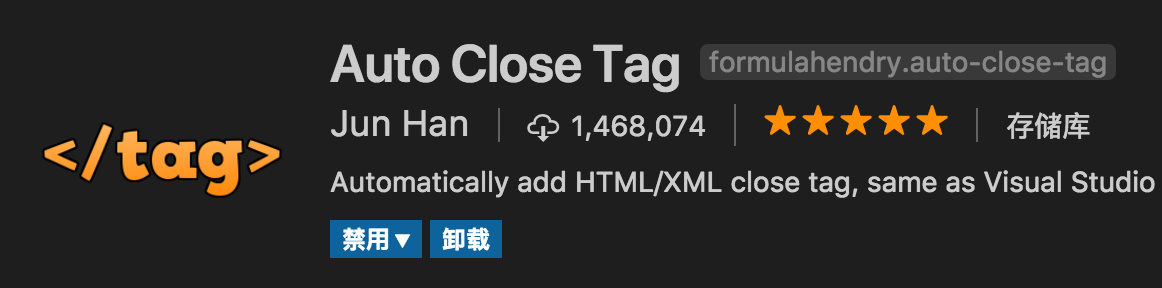 </tag>
Auto Close Tag formulahendry.auto-close-tag
Jun Han 1,468,074 存储库
Automatically add HTML/XML close tag, same as Visual Studio
禁用 卸载